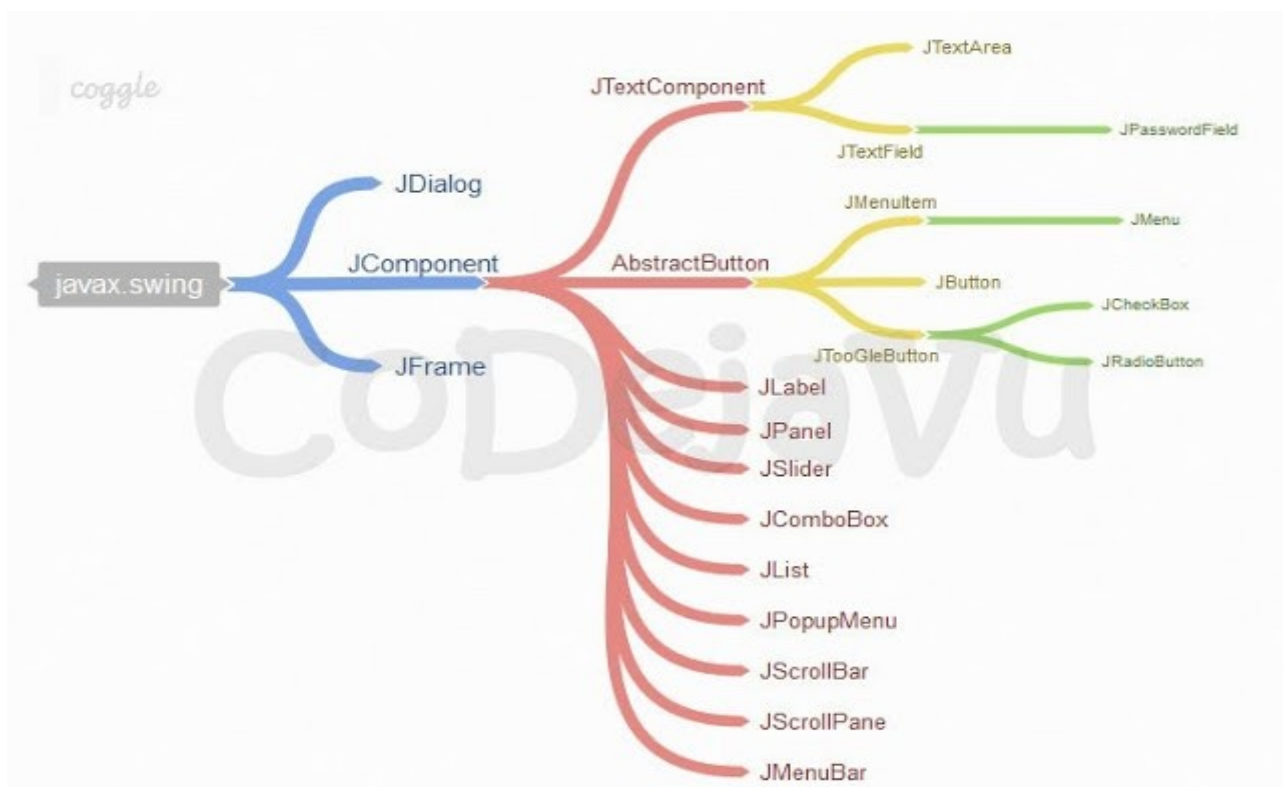 coggle
JTextArea
JTextComponent
JPasswordField
JTextField
JDialog
JMenuItem
JMenu
JComponent
AbstractButton
javax.swing
JButton
JCheckBox
JTooGleButton
JRadioButton
JFrame
JLabel
CoDejaVu
JPanel
JSlider
JComboBox
JList
JPopupMenu
JScrollBar
JScrollPane
JMenuBar